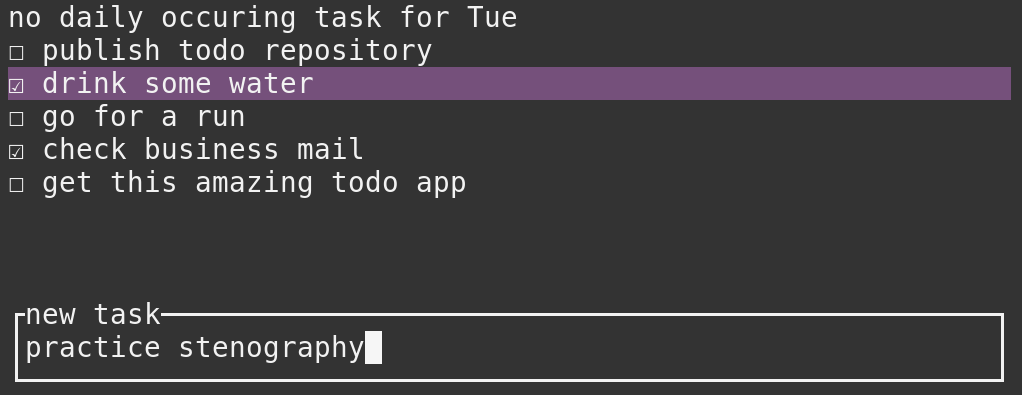 no daily occuring task for Tue
☐ publish todo repository
☑ drink some water
☐ go for a run
☑ check business mail
☐ get this amazing todo app
new task
practice stenography